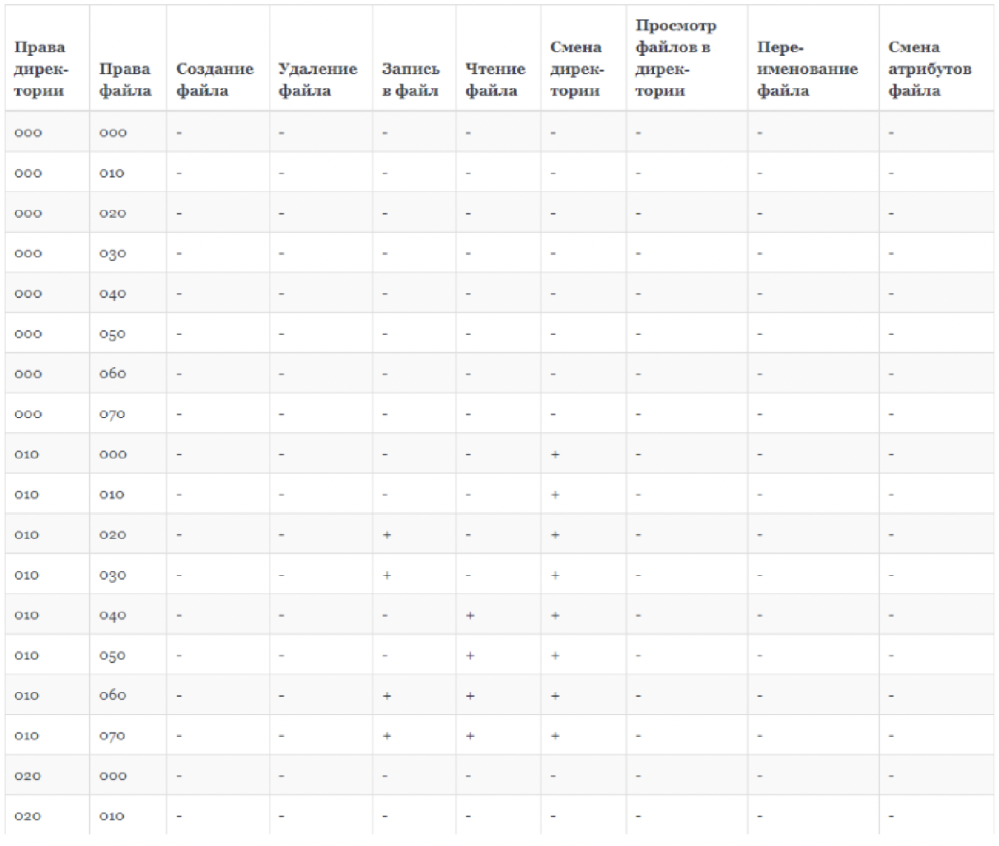 Права дирек- тории | Права файла | Создание файла | Удаление файла | Запись в файл | Чтение файла | Смена дирек- тории | Просмотр файлов в дирек- тории | Пере- именование файла | Смена атрибутов файла
000 | 000 | - | - | - | - | - | - | - | -
000 | 010 | - | - | - | - | - | - | - | -
000 | 020 | - | - | - | - | - | - | - | -
000 | 030 | - | - | - | - | - | - | - | -
000 | 040 | - | - | - | - | - | - | - | -
000 | 050 | - | - | - | - | - | - | - | -
000 | 060 | - | - | - | - | - | - | - | -
000 | 070 | - | - | - | - | - | - | - | -
010 | 000 | - | - | - | - | + | - | - | -
010 | 010 | - | - | - | - | + | - | - | -
010 | 020 | - | - | + | - | + | - | - | -
010 | 030 | - | - | + | - | + | - | - | -
010 | 040 | - | - | - | + | + | - | - | -
010 | 050 | - | - | - | + | + | - | - | -
010 | 060 | - | - | + | + | + | - | - | -
010 | 070 | - | - | + | + | + | - | - | -
020 | 000 | - | - | - | - | - | - | - | -
020 | 010 | - | - | - | - | - | - | - | -